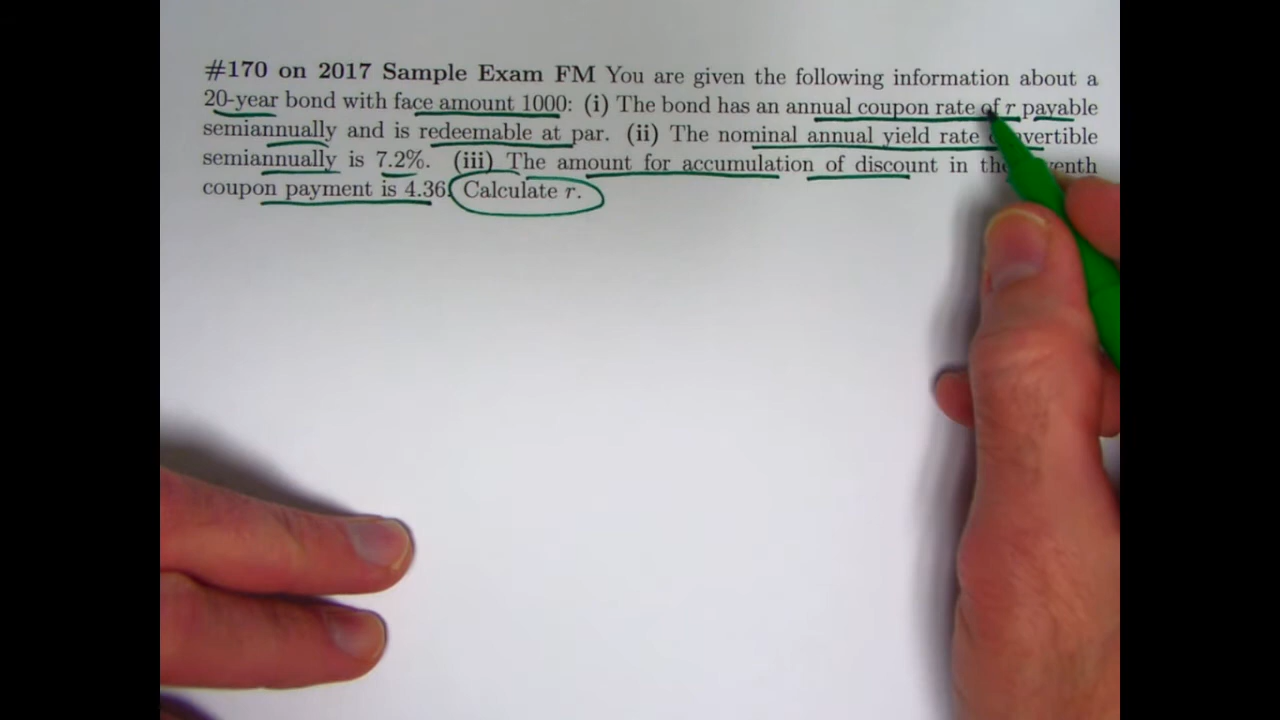 #170 on 2017 Sample Exam FM You are given the following information about a
20-year bond with face amount 1000: (i) The bond has an annual coupon rate of r payable
semiannually and is redeemable at par. (ii) The nominal annual yield rate
semiannually is 7.2%. (iii) The amount for accumulation of discount in the
coupon payment is 4.36. Calculate r.